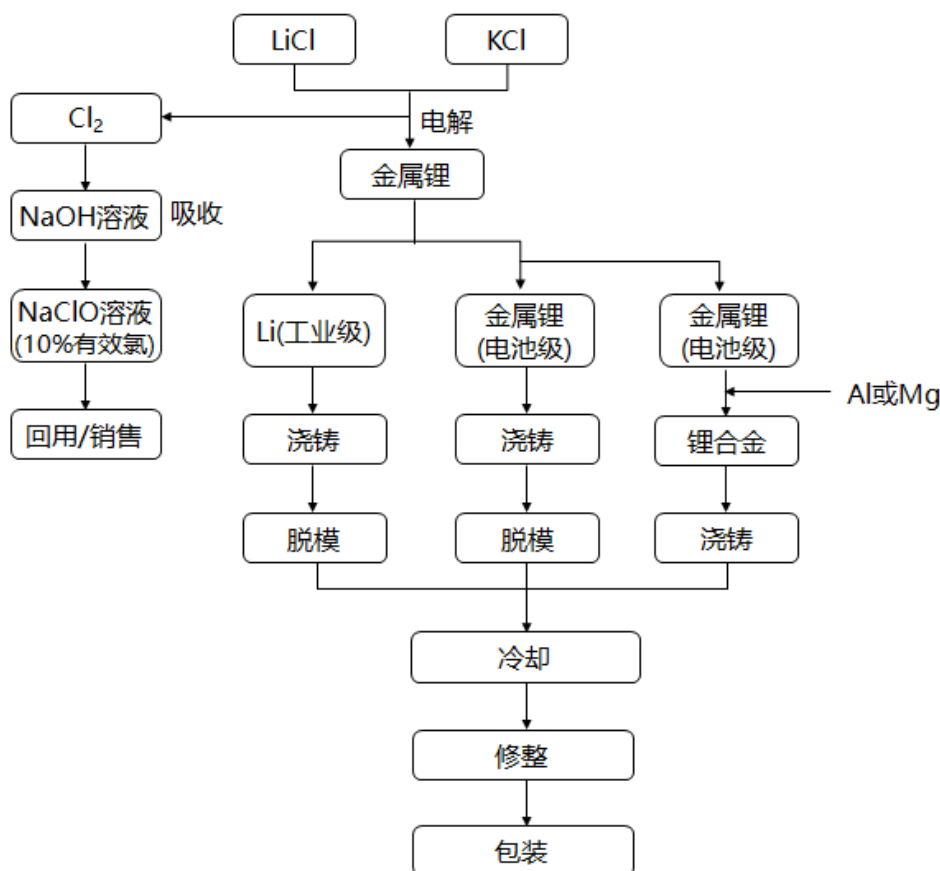 LiCl
KCl
Cl₂
电解
金属锂
NaOH溶液
吸收
NaClO溶液
(10%有效氯)
Li(工业级)
金属锂
(电池级)
金属锂
(电池级)
Al或Mg
回用/销售
浇铸
浇铸
锂合金
脱模
脱模
浇铸
冷却
修整
包装